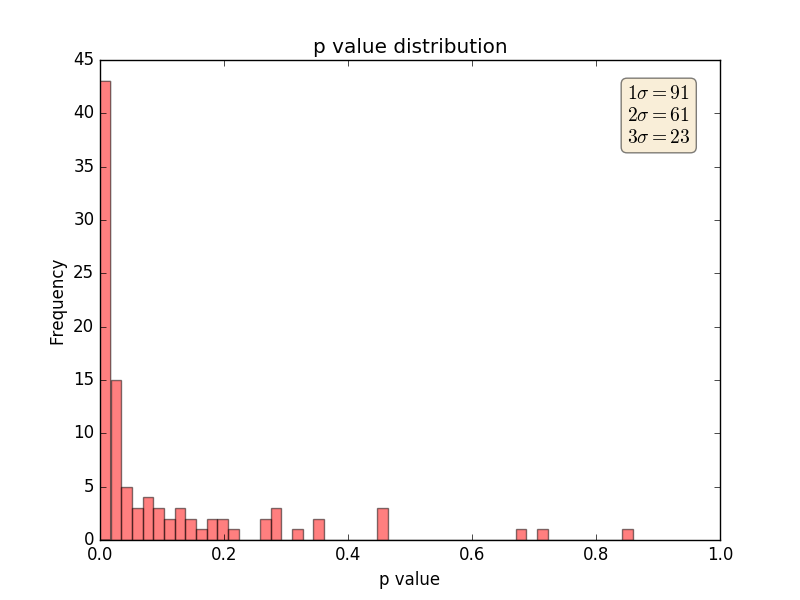 p value distribution
45
40
35
30
25
20
15
10
5
0
Frequency
1σ = 91
2σ = 61
3σ = 23
0.0 0.2 0.4 0.6 0.8 1.0
p value